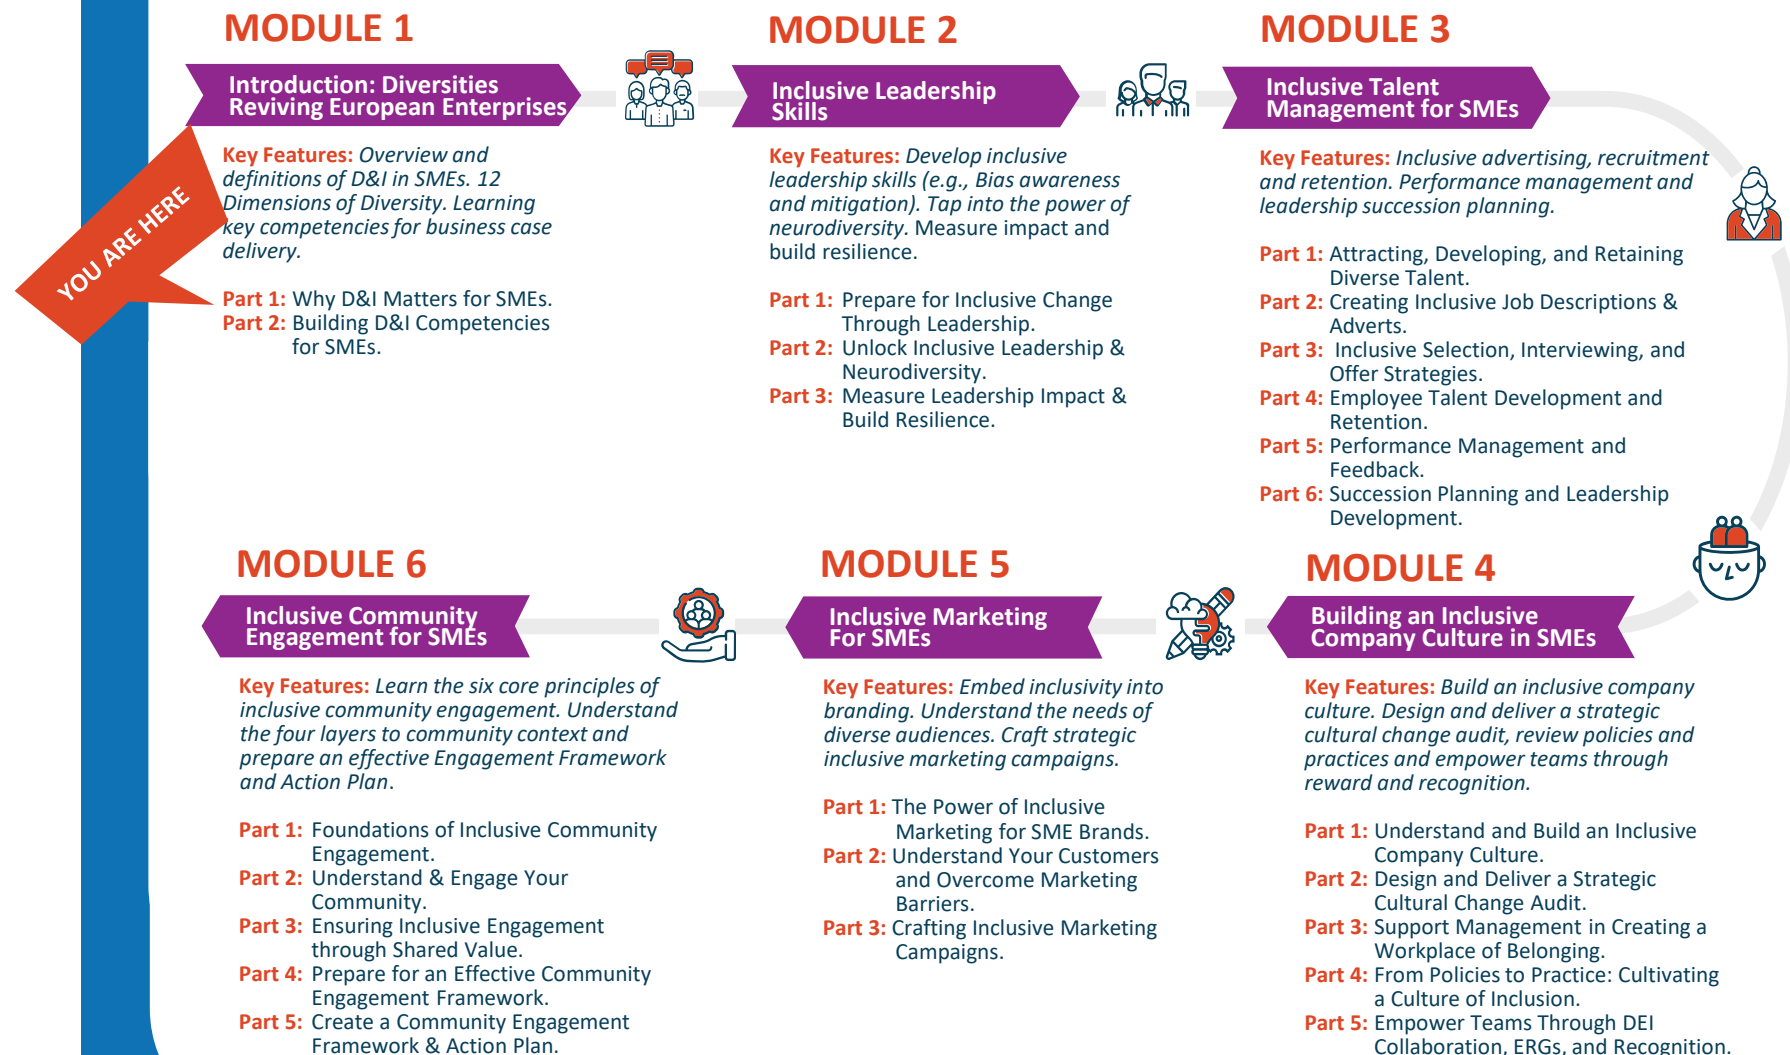 MODULE 1
Introduction: Diversities
Reviving European Enterprises
Key Features: Overview and
definitions of D&I in SMEs. 12
Dimensions of Diversity. Learning
key competencies for business case
delivery.
Part 1: Why D&I Matters for SMEs.
Part 2: Building D&I Competencies
for SMEs.
YOU ARE HERE
MODULE 2
Inclusive Leadership
Skills
Key Features: Develop inclusive
leadership skills (e.g., Bias awareness
and mitigation). Tap into the power of
neurodiversity. Measure impact and
build resilience.
Part 1: Prepare for Inclusive Change
Through Leadership.
Part 2: Unlock Inclusive Leadership &
Neurodiversity.
Part 3: Measure Leadership Impact &
Build Resilience.
MODULE 3
Inclusive Talent
Management for SMEs
Key Features: Inclusive advertising, recruitment
and retention. Performance management and
leadership succession planning.
Part 1: Attracting, Developing, and Retaining
Diverse Talent.
Part 2: Creating Inclusive Job Descriptions &
Adverts.
Part 3: Inclusive Selection, Interviewing, and
Offer Strategies.
Part 4: Employee Talent Development and
Retention.
Part 5: Performance Management and
Feedback.
Part 6: Succession Planning and Leadership
Development.
MODULE 4
Building an Inclusive
Company Culture in SMEs
Key Features: Build an inclusive company
culture. Design and deliver a strategic
cultural change audit, review policies and
practices and empower teams through
reward and recognition.
Part 1: Understand and Build an Inclusive
Company Culture.
Part 2: Design and Deliver a Strategic
Cultural Change Audit.
Part 3: Support Management in Creating a
Workplace of Belonging.
Part 4: From Policies to Practice: Cultivating
a Culture of Inclusion.
Part 5: Empower Teams Through DEI
Collaboration, ERGs, and Recognition.
MODULE 5
Inclusive Marketing
For SMEs
Key Features: Embed inclusivity into
branding. Understand the needs of
diverse audiences. Craft strategic
inclusive marketing campaigns.
Part 1: The Power of Inclusive
Marketing for SME Brands.
Part 2: Understand Your Customers
and Overcome Marketing
Barriers.
Part 3: Crafting Inclusive Marketing
Campaigns.
MODULE 6
Inclusive Community
Engagement for SMEs
Key Features: Learn the six core principles of
inclusive community engagement. Understand
the four layers to community context and
prepare an effective Engagement Framework
and Action Plan.
Part 1: Foundations of Inclusive Community
Engagement.
Part 2: Understand & Engage Your
Community.
Part 3: Ensuring Inclusive Engagement
through Shared Value.
Part 4: Prepare for an Effective Community
Engagement Framework.
Part 5: Create a Community Engagement
Framework & Action Plan.